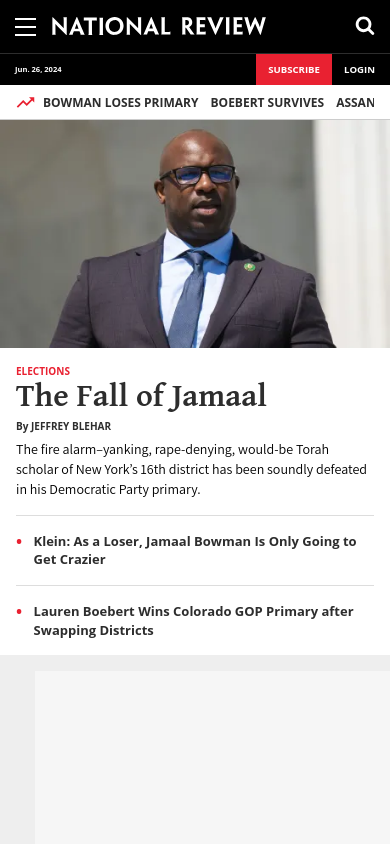 NATIONAL REVIEW
Jun. 26, 2024
SUBSCRIBE
LOGIN
BOWMAN LOSES PRIMARY BOEBERT SURVIVES ASSAN
ELECTIONS
The Fall of Jamaal
By JEFFREY BLEHAR
The fire alarm–yanking, rape-denying, would-be Torah
scholar of New York’s 16th district has been soundly defeated
in his Democratic Party primary.
Klein: As a Loser, Jamaal Bowman Is Only Going to
Get Crazier
Lauren Boebert Wins Colorado GOP Primary after
Swapping Districts